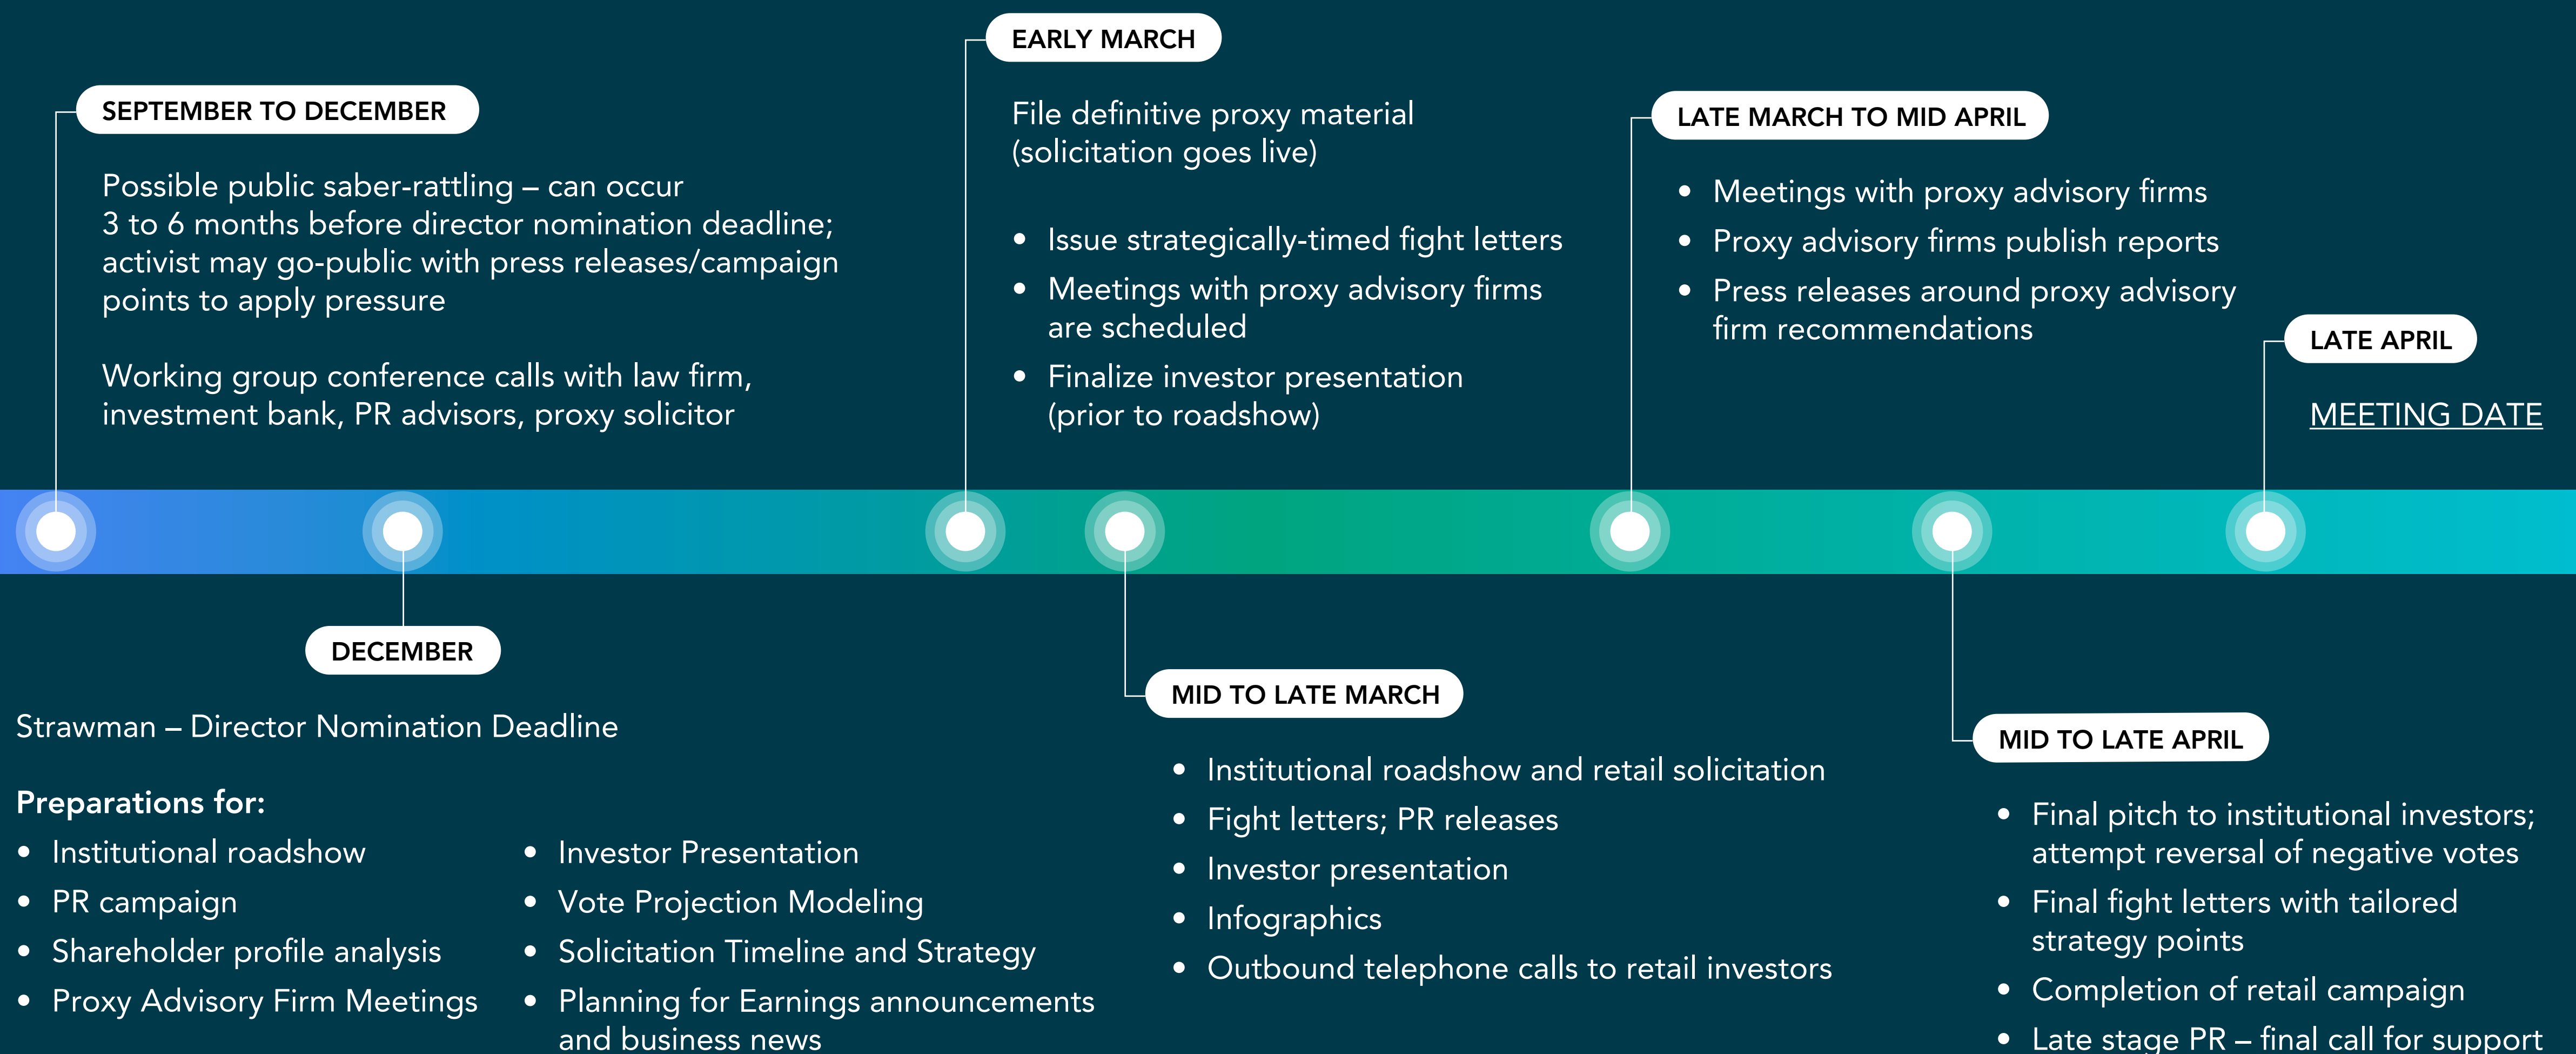 SEPTEMBER TO DECEMBER
Possible public saber-rattling – can occur
3 to 6 months before director nomination deadline;
activist may go-public with press releases/campaign
points to apply pressure
Working group conference calls with law firm,
investment bank, PR advisors, proxy solicitor
DECEMBER
Strawman – Director Nomination Deadline
Preparations for:
• Institutional roadshow
• PR campaign
• Shareholder profile analysis
• Proxy Advisory Firm Meetings
• Investor Presentation
• Vote Projection Modeling
• Solicitation Timeline and Strategy
• Planning for Earnings announcements
and business news
EARLY MARCH
File definitive proxy material
(solicitation goes live)
• Issue strategically-timed fight letters
• Meetings with proxy advisory firms
are scheduled
• Finalize investor presentation
(prior to roadshow)
MID TO LATE MARCH
• Institutional roadshow and retail solicitation
• Fight letters; PR releases
• Investor presentation
• Infographics
• Outbound telephone calls to retail investors
LATE MARCH TO MID APRIL
• Meetings with proxy advisory firms
• Proxy advisory firms publish reports
• Press releases around proxy advisory
firm recommendations
MID TO LATE APRIL
• Final pitch to institutional investors;
attempt reversal of negative votes
• Final fight letters with tailored
strategy points
• Completion of retail campaign
• Late stage PR – final call for support
LATE APRIL
MEETING DATE